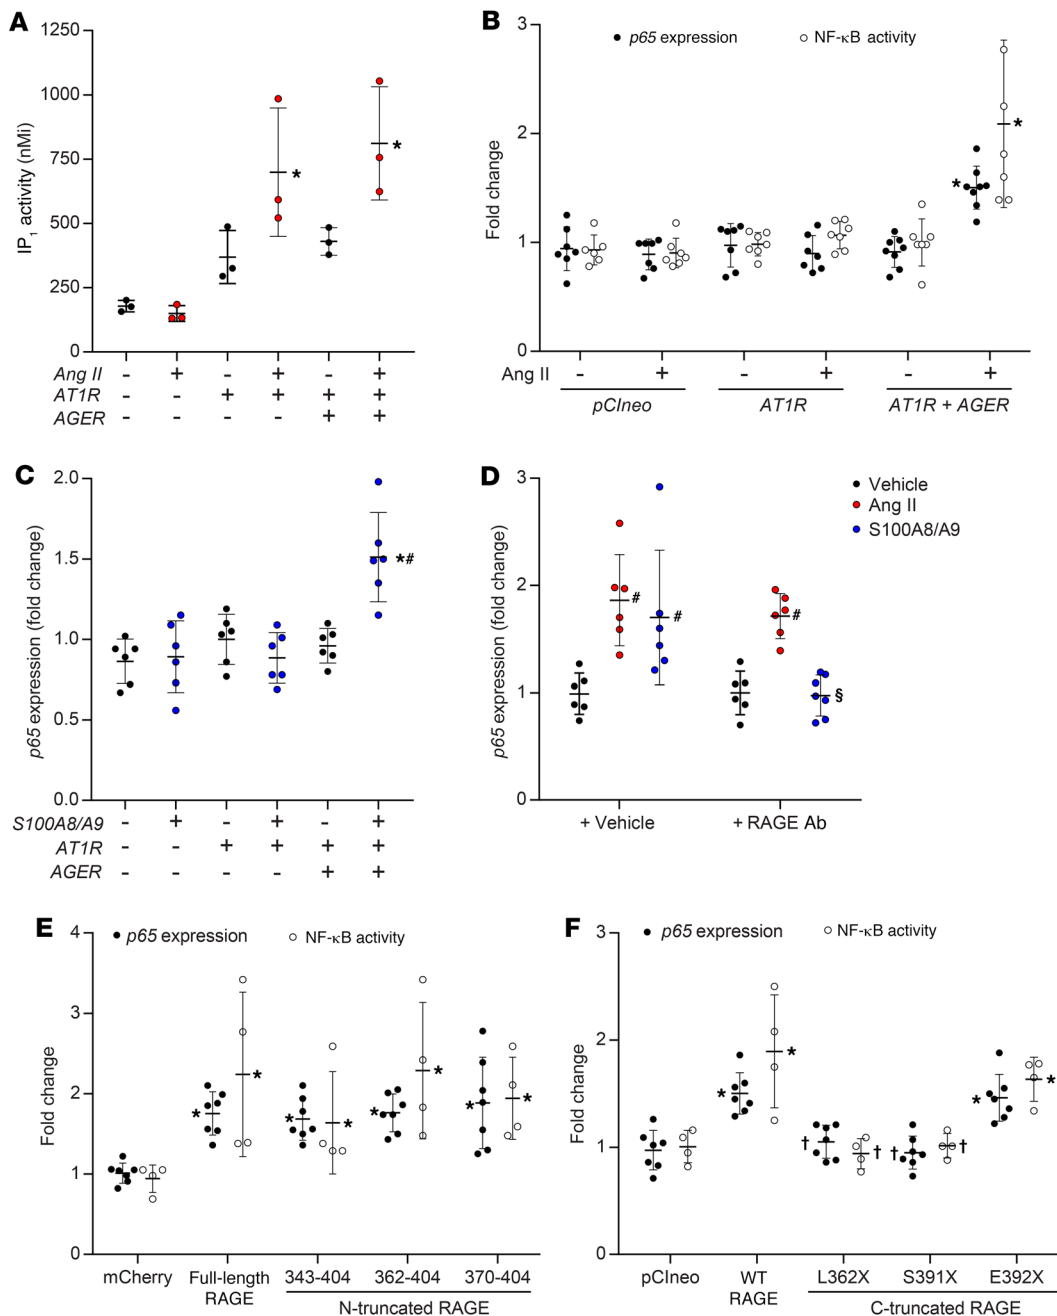 A
IP1 activity (nMi)
1250
1000
750
500
250
0
*
*
Ang II - + - + - +
AT1R - - + + + +
AGER - - - - + +
B
p65 expression
NF-κB activity
Fold change
3
2
1
0
*
*
Ang II - + - + - +
pCIneo AT1R AT1R + AGER
C
p65 expression (fold change)
2.0
1.5
1.0
0.5
0.0
*#
S100A8/A9 - + - + - +
AT1R - - + + + +
AGER - - - - + +
D
p65 expression (fold change)
3
2
1
0
Vehicle
Ang II
S100A8/A9
#
#
#
§
+ Vehicle + RAGE Ab
E
p65 expression
NF-κB activity
Fold change
4
3
2
1
0
* * * * * * * *
mCherry Full-length RAGE 343-404 362-404 370-404
N-truncated RAGE
F
p65 expression
NF-κB activity
Fold change
3
2
1
0
* * † † † † * *
pCIneo WT RAGE L362X S391X E392X
C-truncated RAGE